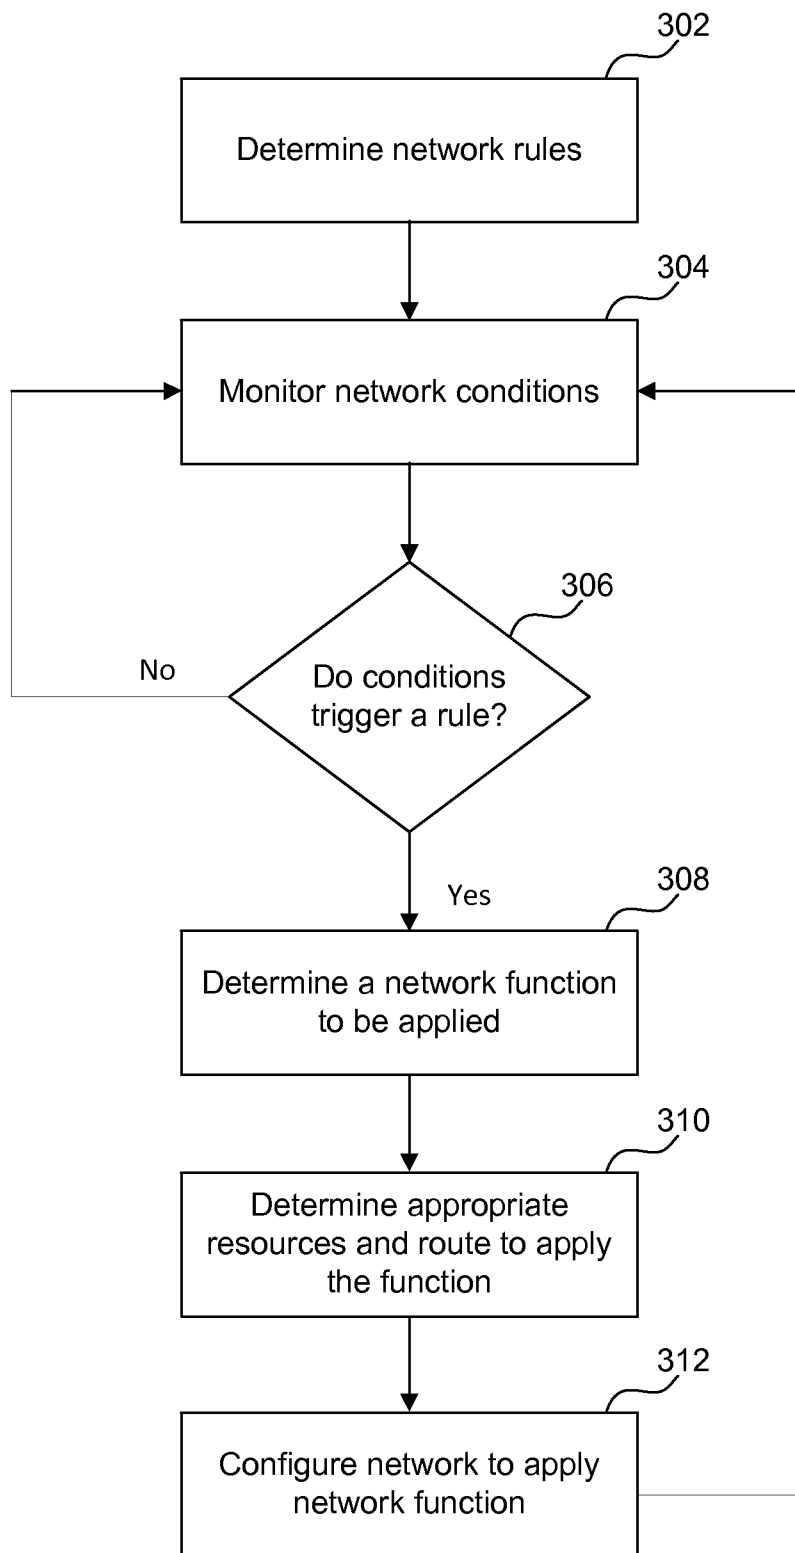 302
Determine network rules
304
Monitor network conditions
306
Do conditions
trigger a rule?
No
Yes
308
Determine a network function
to be applied
310
Determine appropriate
resources and route to apply
the function
312
Configure network to apply
network function